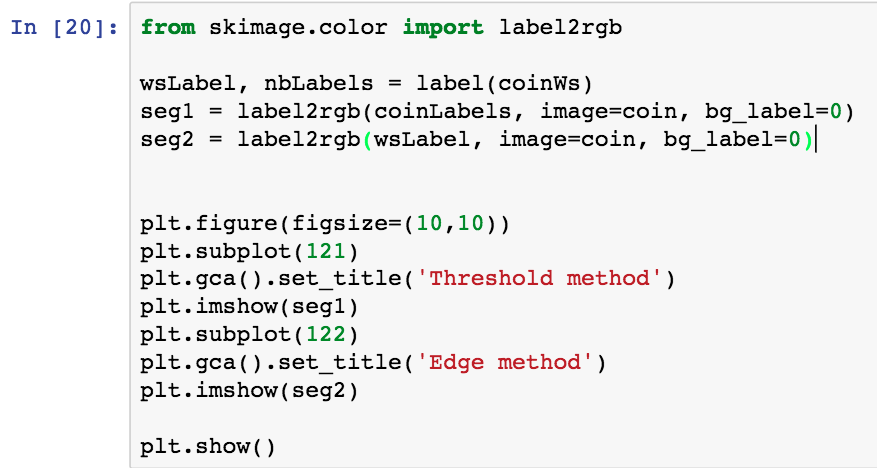 In [20]: from skimage.color import label2rgb
wsLabel, nbLabels = label(coinWs)
seg1 = label2rgb(coinLabels, image=coin, bg_label=0)
seg2 = label2rgb(wsLabel, image=coin, bg_label=0)
plt.figure(figsize=(10,10))
plt.subplot(121)
plt.gca().set_title('Threshold method')
plt.imshow(seg1)
plt.subplot(122)
plt.gca().set_title('Edge method')
plt.imshow(seg2)
plt.show()